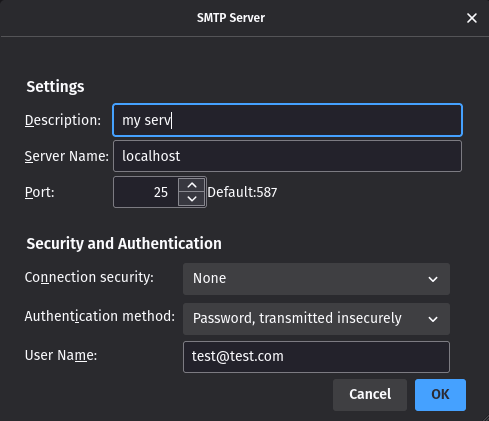 SMTP Server
Settings
Description: my serv
Server Name: localhost
Port: 25 Default:587
Security and Authentication
Connection security: None
Authentication method: Password, transmitted insecurely
User Name: test@test.com
Cancel OK